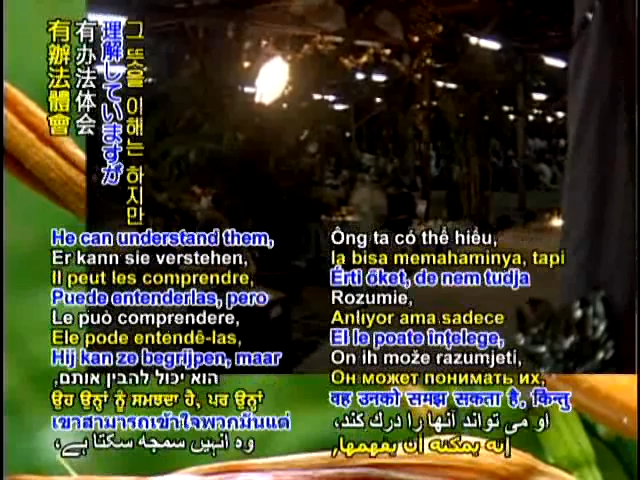 有辦法體會
有办法体会
理解していますが
그 뜻을 이해는 하지만
He can understand them,
Er kann sie verstehen,
Il peut les comprendre,
Puede entenderlas, pero
Le può comprendere,
Ele pode entendê-las,
Hij kan ze begrijpen, maar
הוא יכול להבין אותם,
ਉਹ ਉਨ੍ਹਾਂ ਨੂੰ ਸਮਝਦਾ ਹੈ, ਪਰ ਉਨ੍ਹਾਂ
เขาสามารถเข้าใจพวกมันแต่
وہ انہیں سمجھ سکتا ہے،
Ông ta có thể hiểu,
Ia bisa memahaminya, tapi
Érti őket, de nem tudja
Rozumie,
Anlıyor ama sadece
El le poate înţelege,
On ih može razumjeti,
Он может понимать их,
वह उनको समझ सकता है, किन्तु
او می تواند آنها را درک کند،
إنه يمكنه أن يفهمها,